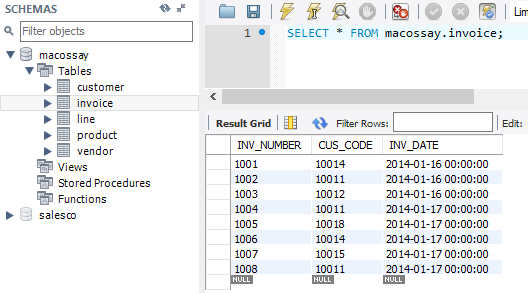 SCHEMAS
Filter objects
macossay
Tables
customer
invoice
line
product
vendor
Views
Stored Procedures
Functions
salesco
Lim
1 SELECT * FROM macossay.invoice;
Result Grid Filter Rows: Edit:
INV_NUMBER CUS_CODE INV_DATE
1001 10014 2014-01-16 00:00:00
1002 10011 2014-01-16 00:00:00
1003 10012 2014-01-16 00:00:00
1004 10011 2014-01-17 00:00:00
1005 10018 2014-01-17 00:00:00
1006 10014 2014-01-17 00:00:00
1007 10015 2014-01-17 00:00:00
1008 10011 2014-01-17 00:00:00
NULL NULL NULL